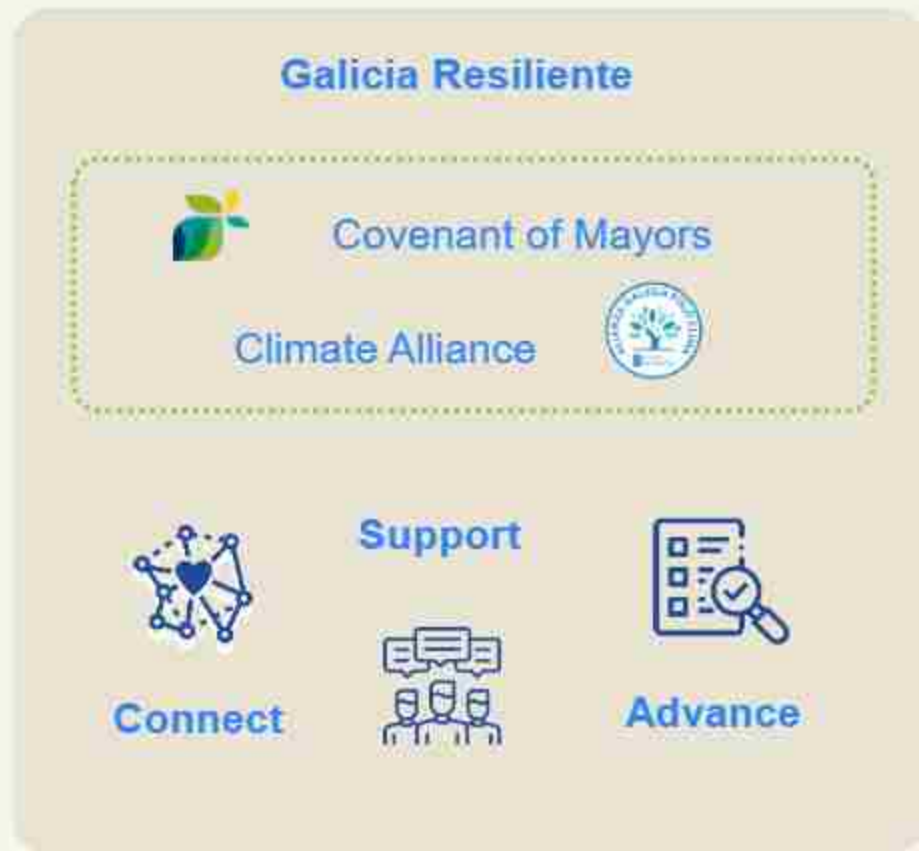 Galicia Resiliente
Covenant of Mayors
Climate Alliance
Support
Connect
Advance